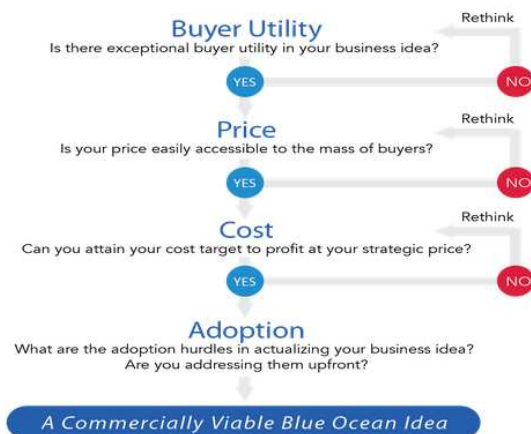 Rethink
Buyer Utility
Is there exceptional buyer utility in your business idea?
YES
NO
Rethink
Price
Is your price easily accessible to the mass of buyers?
YES
NO
Rethink
Cost
Can you attain your cost target to profit at your strategic price?
YES
NO
Adoption
What are the adoption hurdles in actualizing your business idea?
Are you addressing them upfront?
A Commercially Viable Blue Ocean Idea